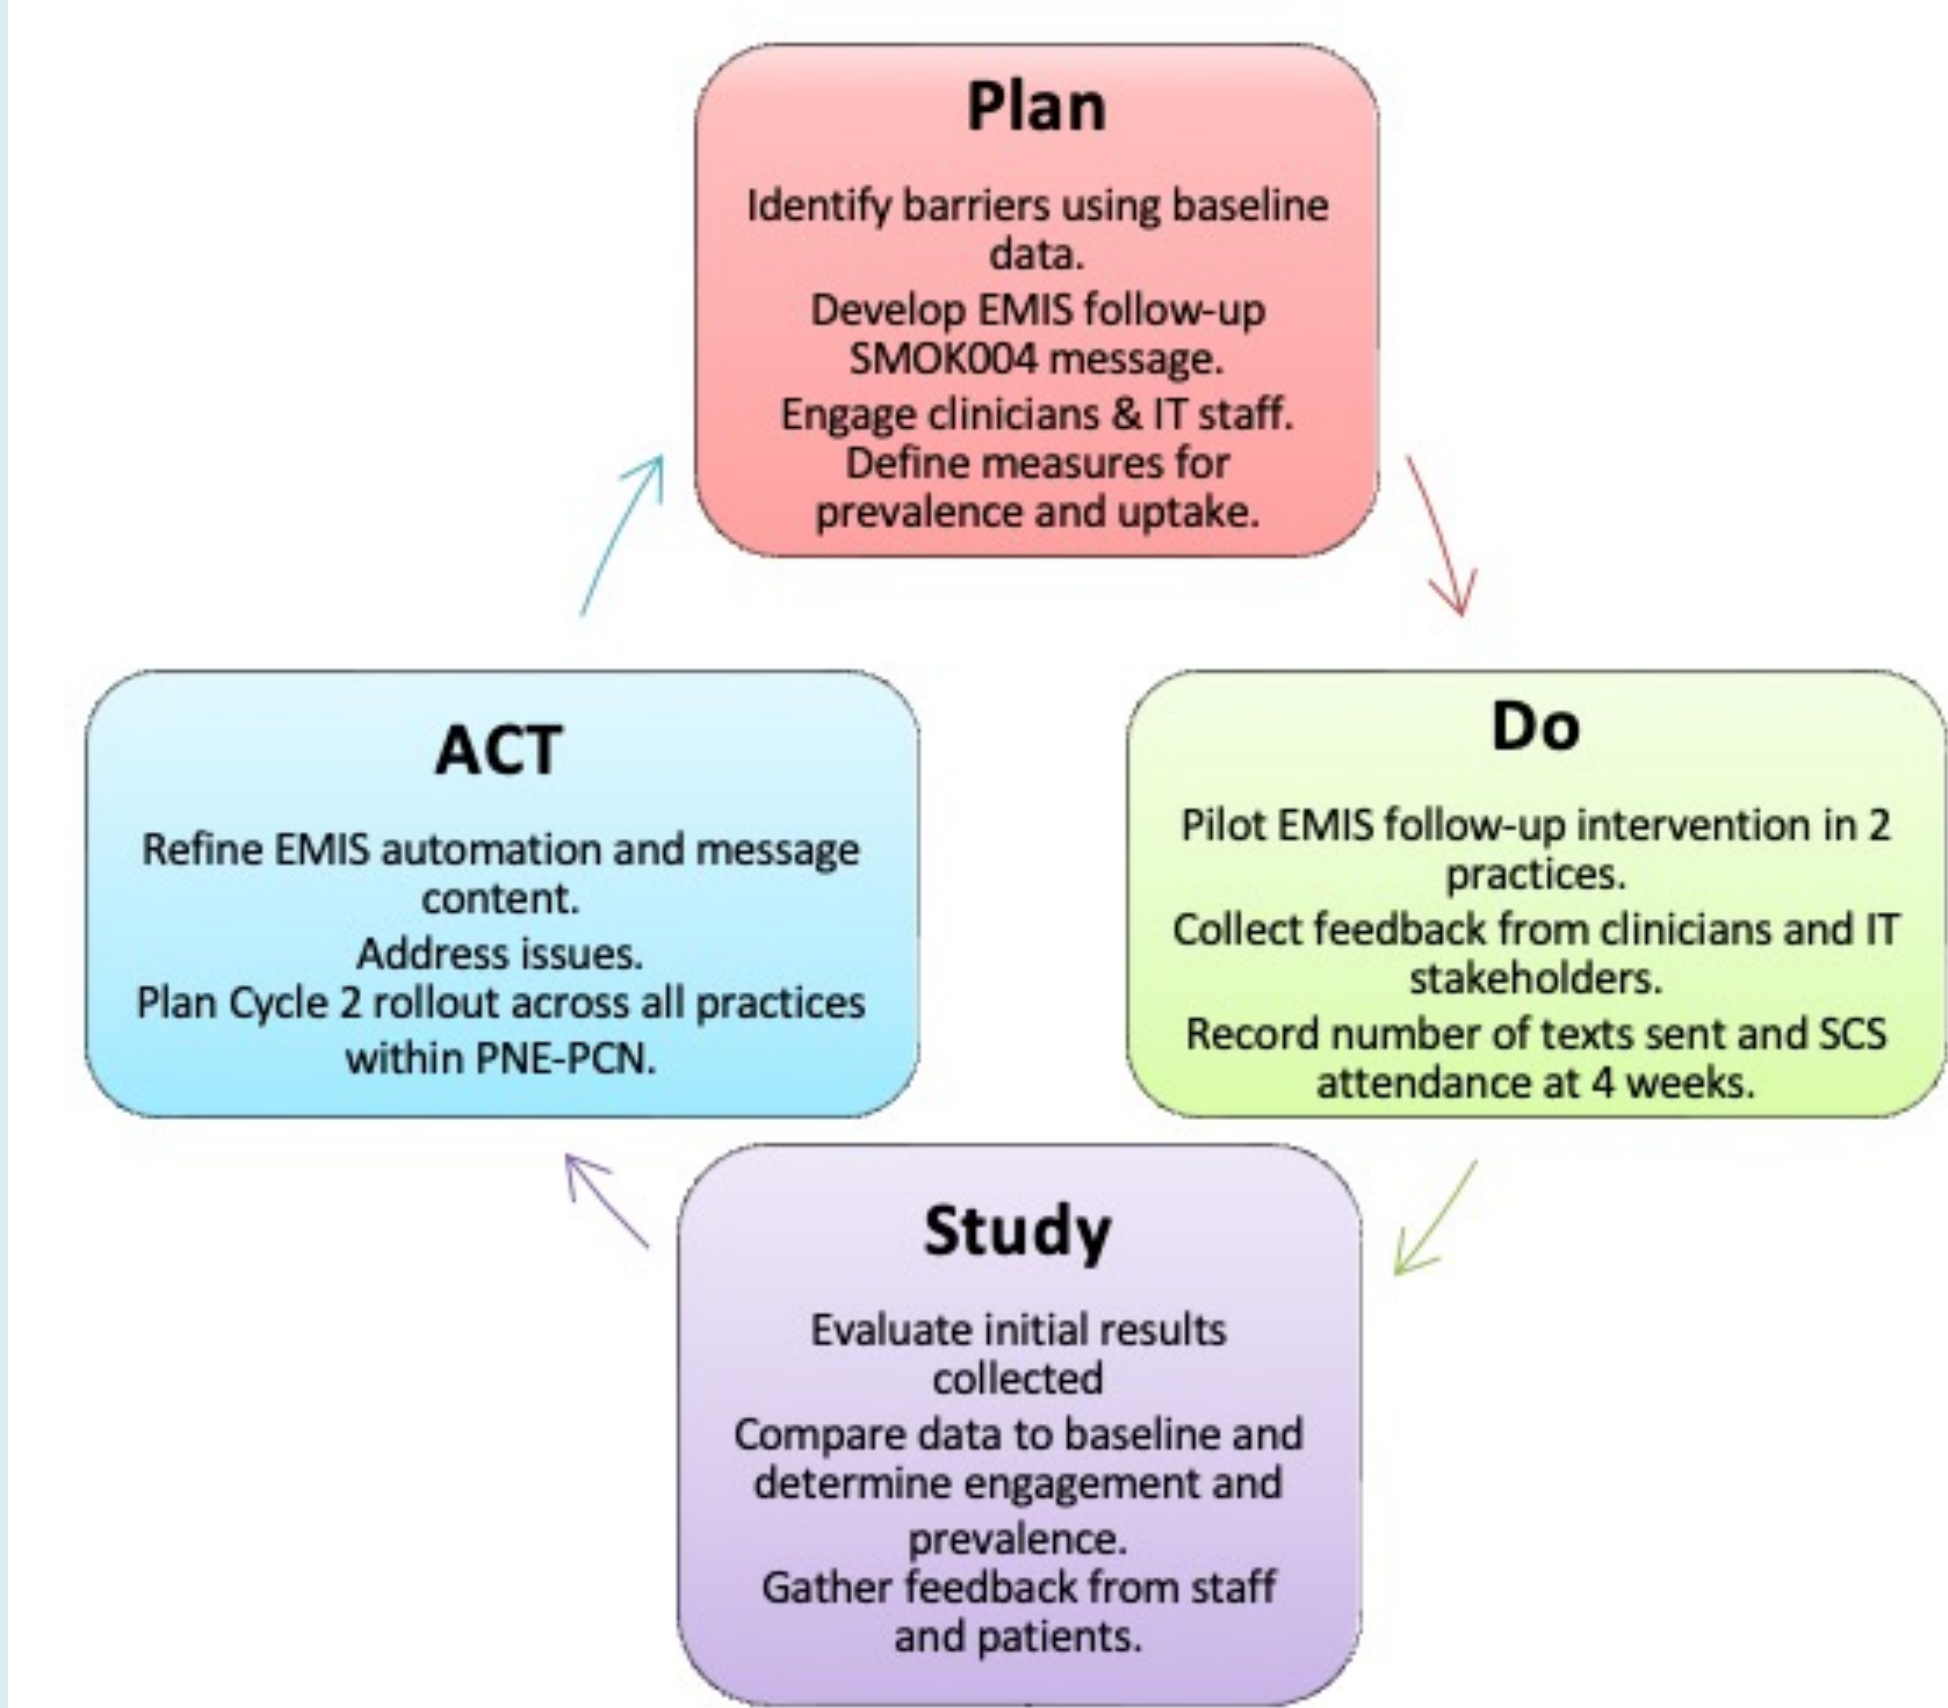 Plan
Identify barriers using baseline
data.
Develop EMIS follow-up
SMOK004 message.
Engage clinicians & IT staff.
Define measures for
prevalence and uptake.
Do
Pilot EMIS follow-up intervention in 2
practices.
Collect feedback from clinicians and IT
stakeholders.
Record number of texts sent and SCS
attendance at 4 weeks.
Study
Evaluate initial results
collected
Compare data to baseline and
determine engagement and
prevalence.
Gather feedback from staff
and patients.
ACT
Refine EMIS automation and message
content.
Address issues.
Plan Cycle 2 rollout across all practices
within PNE-PCN.